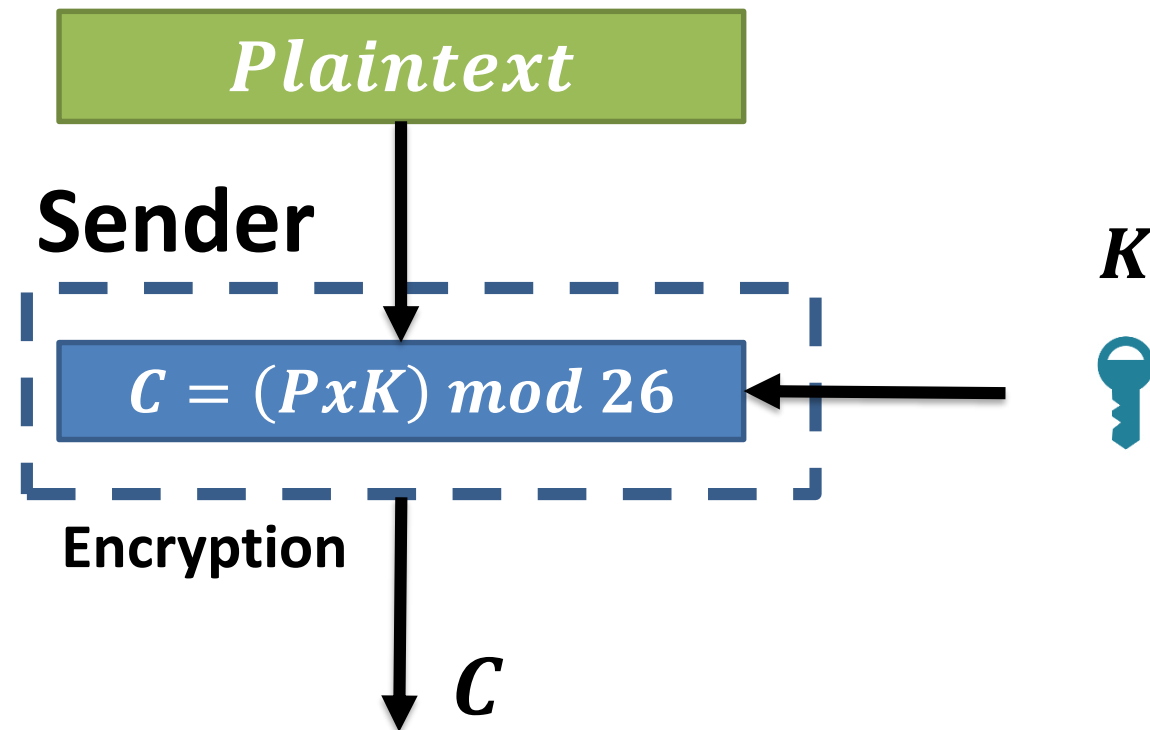 Plaintext
Sender
K
C = (PxK) mod 26
Encryption
C